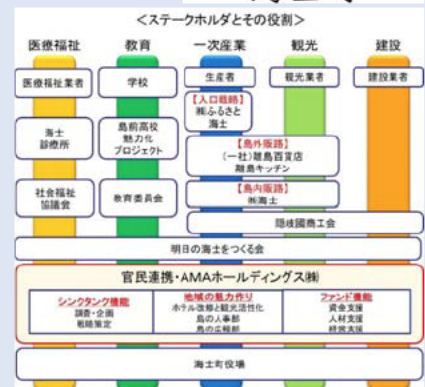 ＜ステークホルダとその役割＞
医療福祉 教育 一次産業 観光 建設
医療福祉業者 学校 生産者 観光業者 建設業者
【人口戦略】
㈱ふるさと
海士
海士
診療所
島前高校
魅力化
プロジェクト
【島外販路】
(一社)離島百貨店
離島キッチン
社会福祉
協議会
教育委員会
【島内販路】
㈱海士
隠岐國商工会
明日の海士をつくる会
官民連携・AMAホールディングス㈱
シンクタンク機能
調査・企画
戦略策定
地域の魅力作り
ホテル改修と観光活性化
島の人事部
島の広報部
ファンド機能
資金支援
人材支援
経営支援
海士町役場